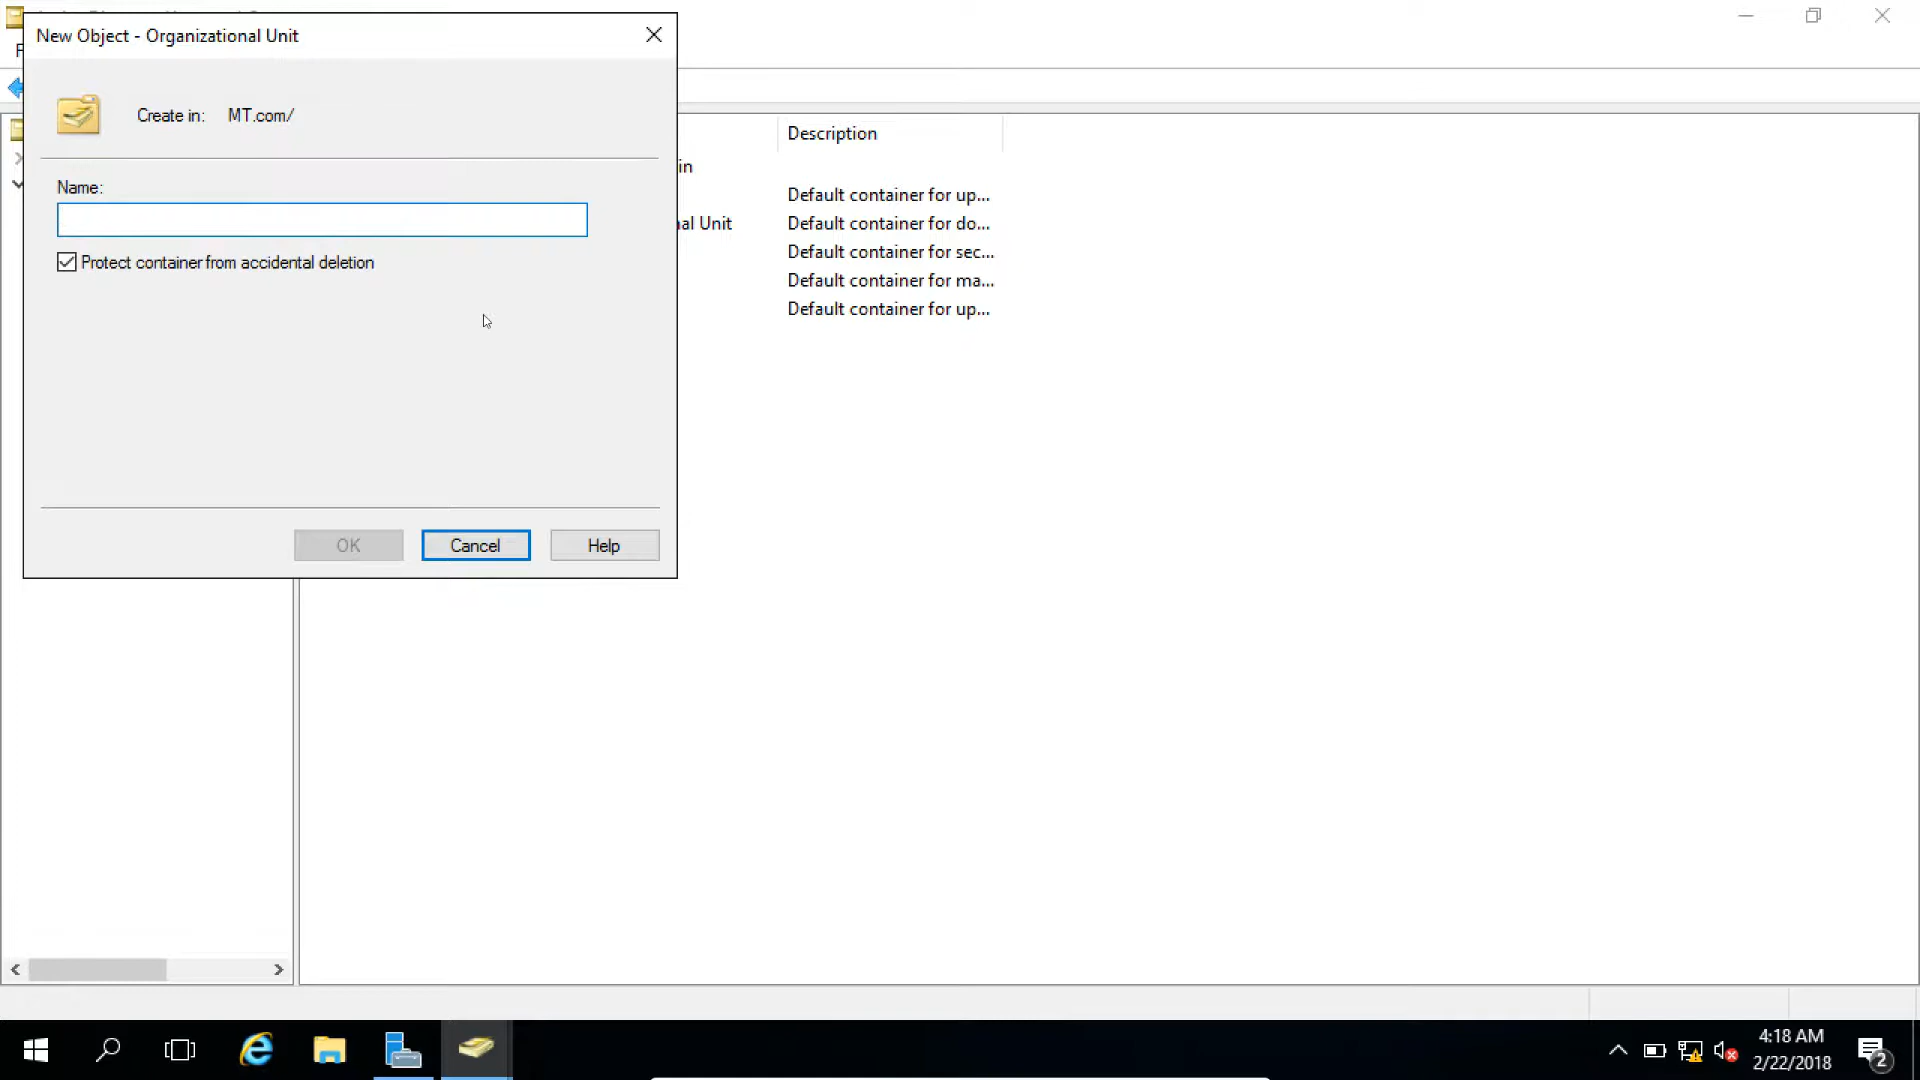 New Object - Organizational Unit
Create in: MT.com/
Name:
Protect container from accidental deletion
OK Cancel Help
Description
in
Default container for up...
nal Unit Default container for do...
Default container for sec...
Default container for ma...
Default container for up...
4:18 AM
2/22/2018
2